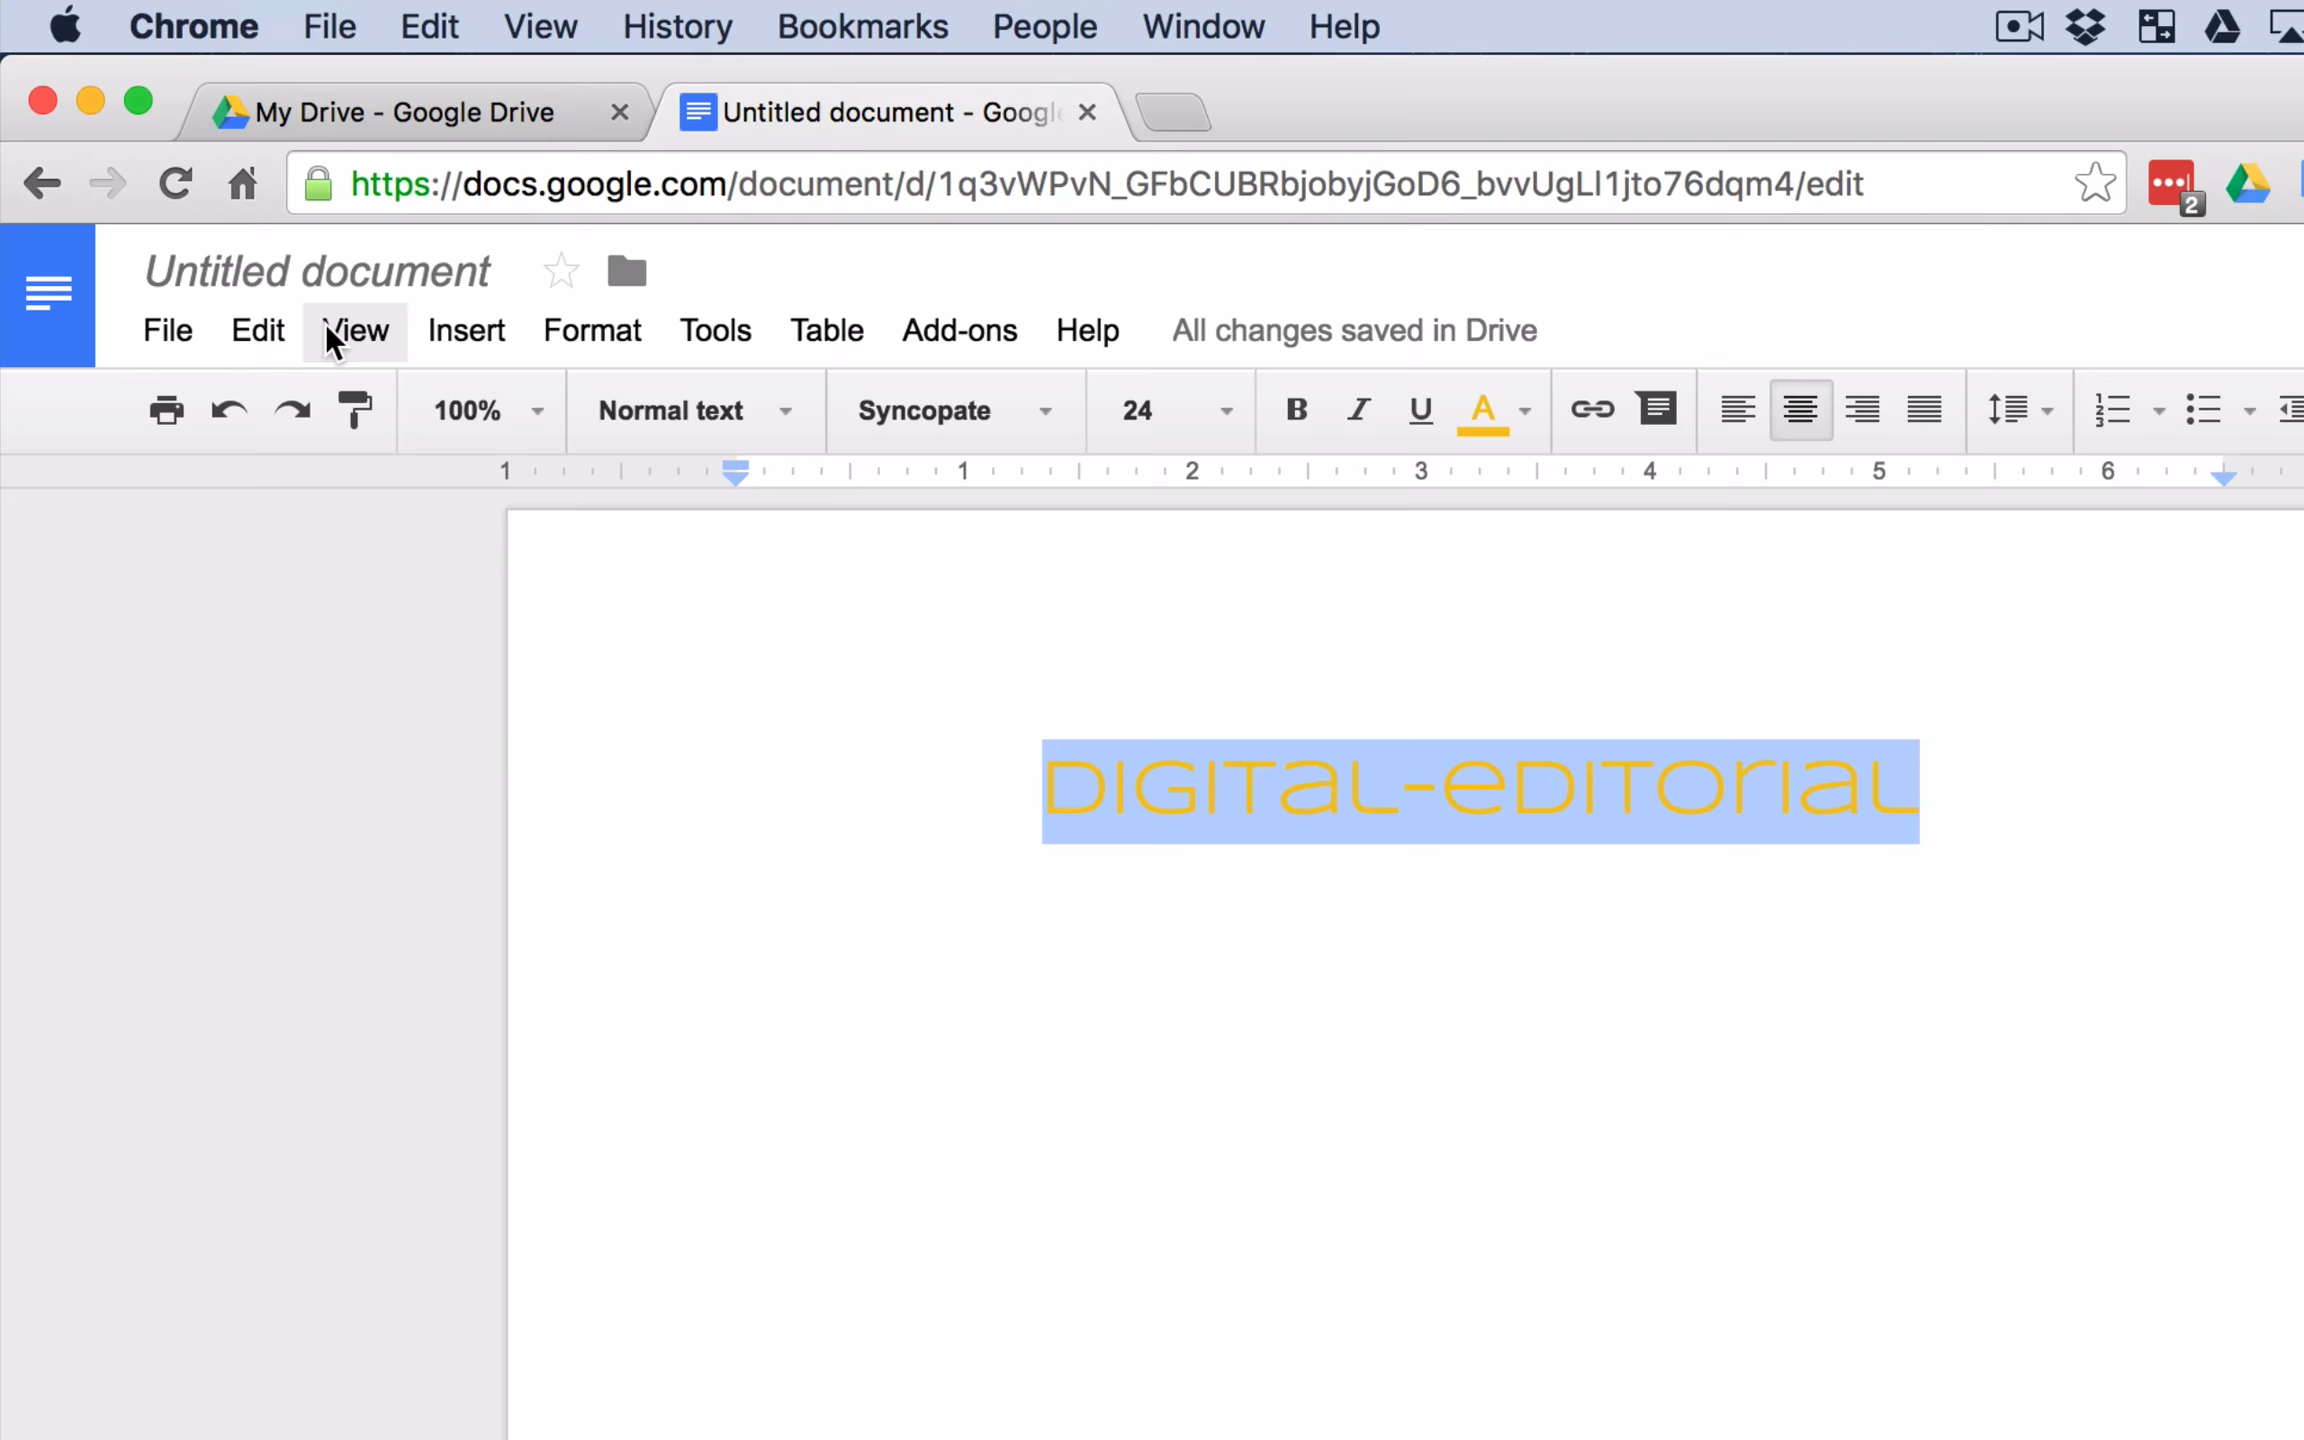 Chrome File Edit View History Bookmarks People Window Help
My Drive - Google Drive Untitled document - Googl
https://docs.google.com/document/d/1q3vWPvN_GFbCUBRbjobyjGoD6_bvvUgLI1jto76dqm4/edit 2
Untitled document
File Edit View Insert Format Tools Table Add-ons Help All changes saved in Drive
100% Normal text Syncopate 24 B I U A
1 1 2 3 4 5 6
DIGITaL-eDITOrIaL